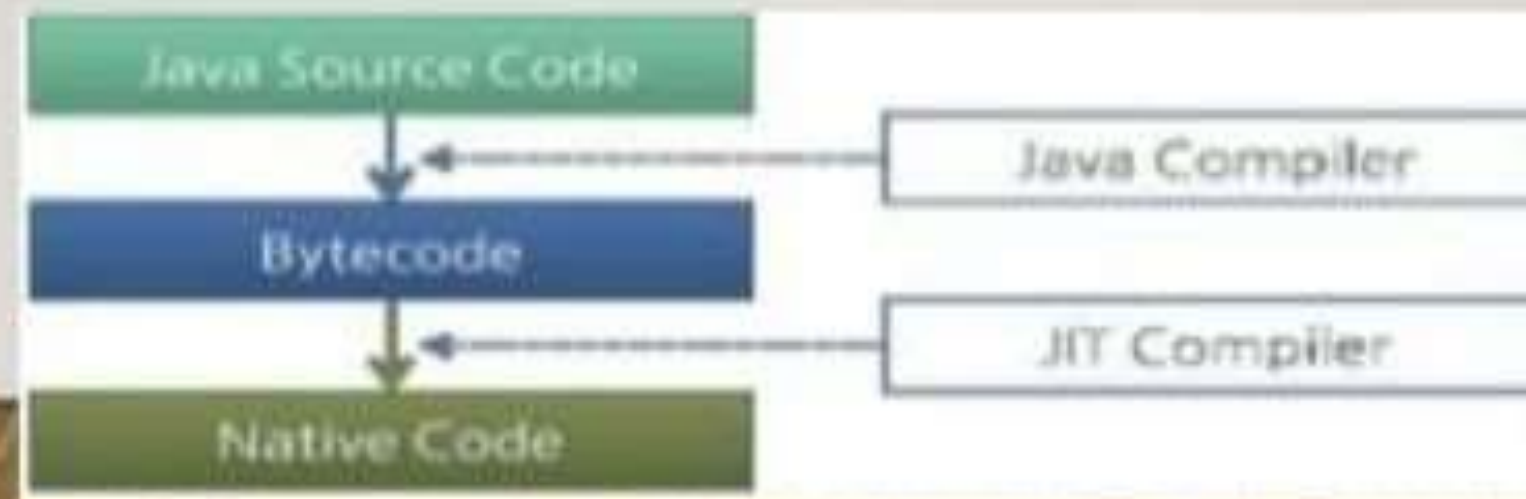 Java Source Code
Java Compiler
Bytecode
JIT Compiler
Native Code